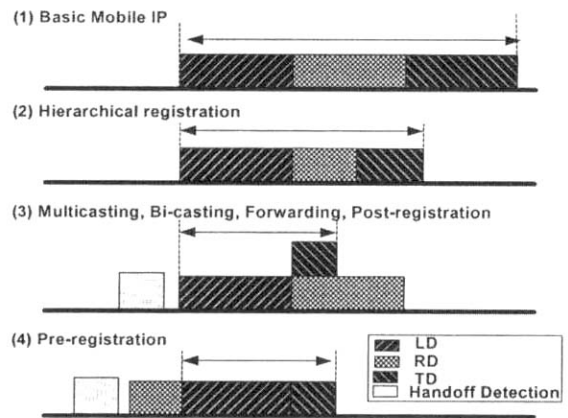 (1) Basic Mobile IP
(2) Hierarchical registration
(3) Multicasting, Bi-casting, Forwarding, Post-registration
(4) Pre-registration
LD
RD
TD
Handoff Detection